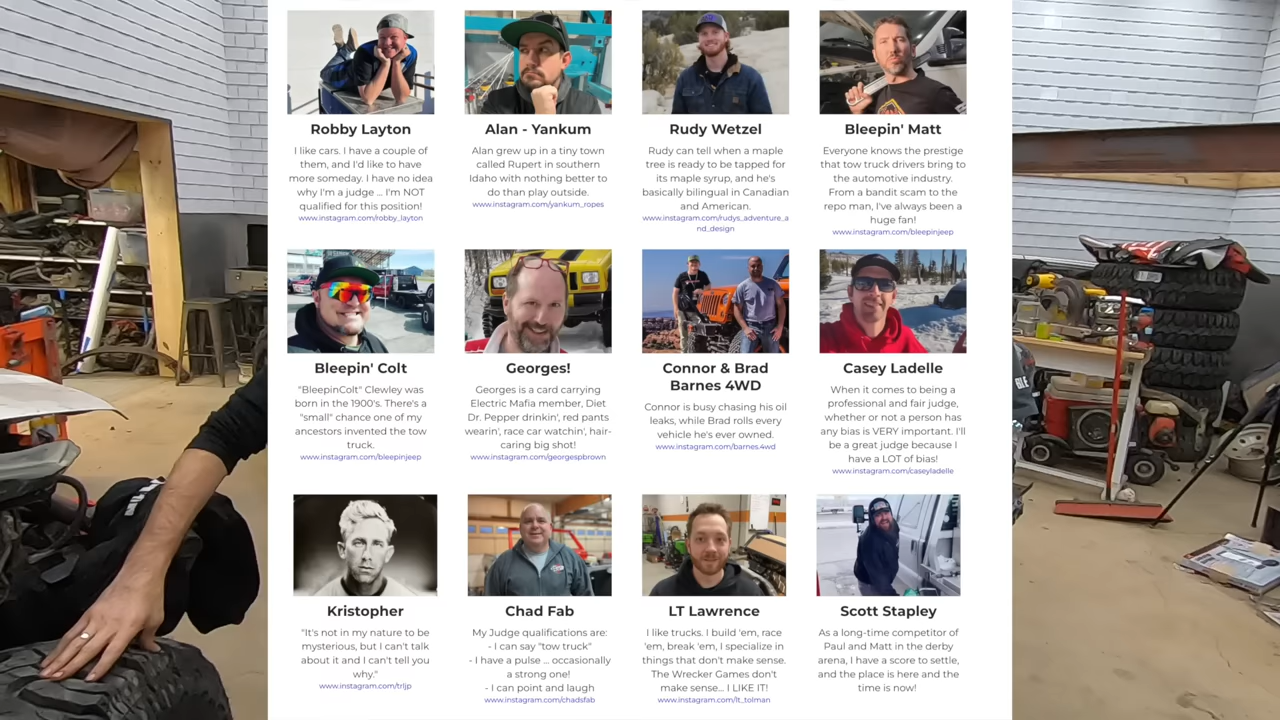 Robby Layton
I like cars. I have a couple of
them, and I'd like to have
more someday. I have no idea
why I'm a judge ... I'm NOT
qualified for this position!
www.instagram.com/robby_layton
Alan - Yankum
Alan grew up in a tiny town
called Rupert in southern
Idaho with nothing better to
do than play outside.
www.instagram.com/yankum_ropes
Rudy Wetzel
Rudy can tell when a maple
tree is ready to be tapped for
its maple syrup, and he's
basically bilingual in Canadian
and American.
www.instagram.com/rudys_adventure_a
nd_design
Bleepin' Matt
Everyone knows the prestige
that tow truck drivers bring to
the automotive industry.
From a bandit scam to the
repo man, I've always been a
huge fan!
www.instagram.com/bleepinjeep
Bleepin' Colt
"BleepinColt" Clewley was
born in the 1900's. There's a
"small" chance one of my
ancestors invented the tow
truck.
www.instagram.com/bleepinjeep
Georges!
Georges is a card carrying
Electric Mafia member, Diet
Dr. Pepper drinkin', red pants
wearin', race car watchin', hair-
caring big shot!
www.instagram.com/georgespbrown
Connor & Brad
Barnes 4WD
Connor is busy chasing his oil
leaks, while Brad rolls every
vehicle he's ever owned.
www.instagram.com/barnes.4wd
Casey Ladelle
When it comes to being a
professional and fair judge,
whether or not a person has
any bias is VERY important. I'll
be a great judge because I
have a LOT of bias!
www.instagram.com/caseyladelle
Kristopher
"It's not in my nature to be
mysterious, but I can't talk
about it and I can't tell you
why."
www.instagram.com/trljp
Chad Fab
My Judge qualifications are:
- I can say "tow truck"
- I have a pulse ... occasionally
a strong one!
- I can point and laugh
www.instagram.com/chadsfab
LT Lawrence
I like trucks. I build 'em, race
'em, break 'em, I specialize in
things that don't make sense.
The Wrecker Games don't
make sense... I LIKE IT!
www.instagram.com/lt_tolman
Scott Stapley
As a long-time competitor of
Paul and Matt in the derby
arena, I have a score to settle,
and the place is here and the
time is now!